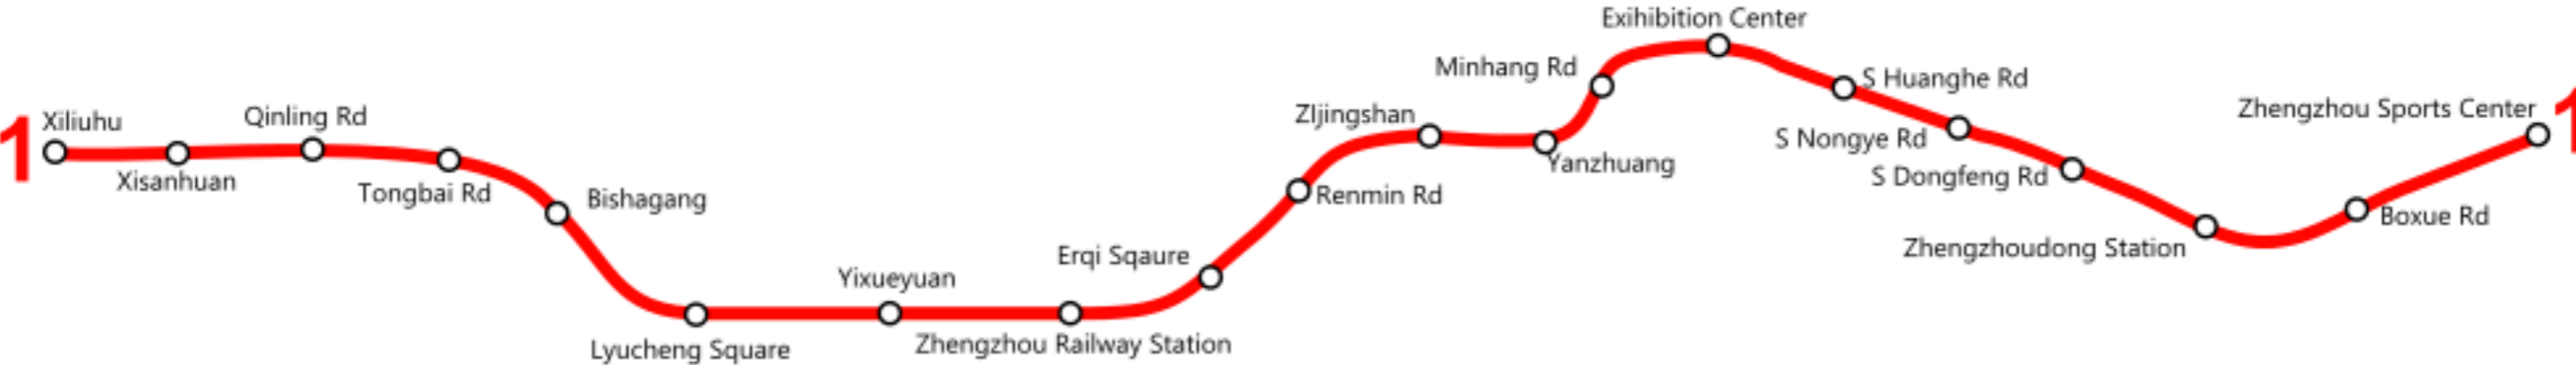 1
Xiliuhu
Xisanhuan
Qinling Rd
Tongbai Rd
Bishagang
Lyucheng Square
Yixueyuan
Zhengzhou Railway Station
Erqi Sqaure
Renmin Rd
ZIjingshan
Yanzhuang
Minhang Rd
Exihibition Center
S Huanghe Rd
S Nongye Rd
S Dongfeng Rd
Zhengzhoudong Station
Boxue Rd
Zhengzhou Sports Center
1